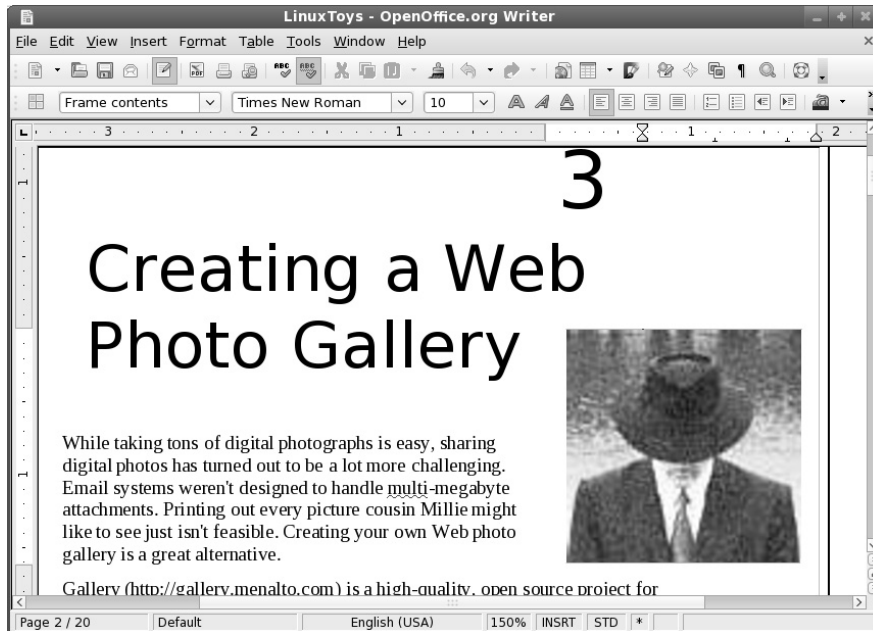 LinuxToys - OpenOffice.org Writer
File Edit View Insert Format Table Tools Window Help
Frame contents Times New Roman 10
3 2 1 1 2
3
Creating a Web
Photo Gallery
While taking tons of digital photographs is easy, sharing
digital photos has turned out to be a lot more challenging.
Email systems weren't designed to handle multi-megabyte
attachments. Printing out every picture cousin Millie might
like to see just isn't feasible. Creating your own Web photo
gallery is a great alternative.
Gallery (http://gallery.menalto.com) is a high-quality, open source project for
Page 2 / 20 Default English (USA) 150% INSRT STD *